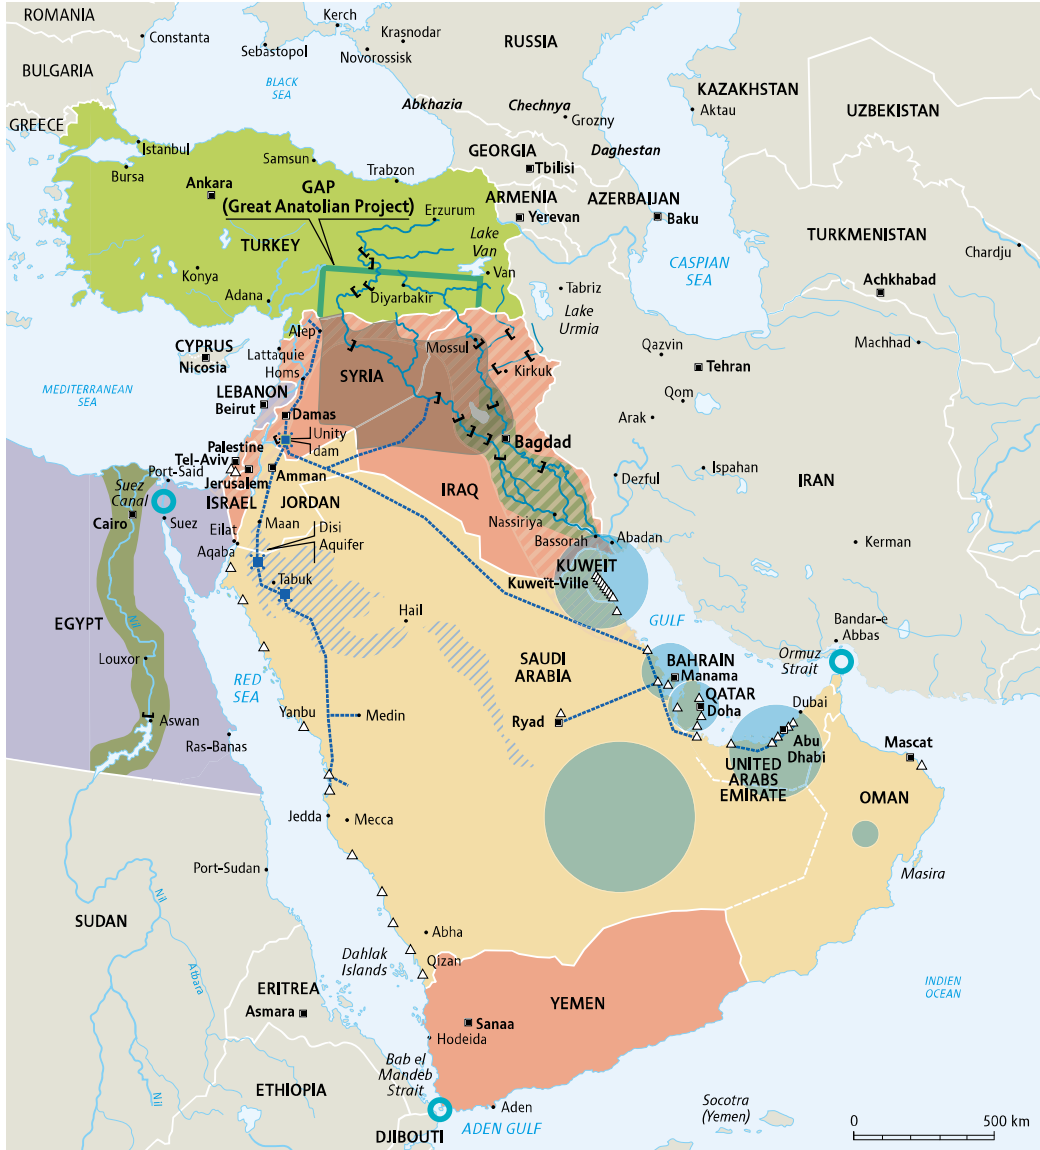 ROMANIA
Constanta
BULGARIA
GREECE
Kerch
Sebastopol
Krasnodar
Novorossisk
BLACK
SEA
Abkhazia
RUSSIA
Chechnya
Grozny
Daghestan
GEORGIA
Tbilisi
KAZAKHSTAN
Aktau
UZBEKISTAN
Istanbul
Bursa
Ankara
Samsun
Trabzon
GAP
(Great Anatolian Project)
Erzurum
Lake
Van
TURKEY
Konya
Adana
Diyarbakir
Van
ARMENIA
Yerevan
AZERBAIJAN
Baku
CASPIAN
SEA
TURKMENISTAN
Chardju
Achkhabad
Machhad
Tabriz
Lake
Urmia
Qazvin
Tehran
Qom
Arak
CYPRUS
Nicosia
Alep
Lattaquie
Homs
SYRIA
Mossul
Kirkuk
MEDITERRANEAN
SEA
LEBANON
Beirut
Damas
Unity
dam
Bagdad
Palestine
Tel-Aviv
Jerusalem
Amman
ISRAEL
JORDAN
IRAQ
Dezful
Ispahan
IRAN
Port-Said
Suez
Canal
Cairo
Suez
Eilat
Aqaba
Maan
Disi
Aquifer
Nassiriya
Bassorah
Abadan
Kerman
KUWEIT
Kuweït-Ville
Tabuk
Hail
EGYPT
Nil
Louxor
Aswan
RED
SEA
Yanbu
Medin
Ras-Banas
GULF
Bandar-e
Abbas
Ormuz
Strait
SAUDI
ARABIA
Ryad
BAHRAIN
Manama
QATAR
Doha
Dubai
Abu
Dhabi
UNITED
ARABS
EMIRATE
Mascat
OMAN
Masira
Jedda
Mecca
Port-Sudan
SUDAN
Nil
Atbara
Nil
Abha
Qizan
Dahlak
Islands
ERITREA
Asmara
YEMEN
Sanaa
Hodeida
Bab el
Mandeb
Strait
ETHIOPIA
Aden
DJIBOUTI
ADEN GULF
INDIEN
OCEAN
Socotra
(Yemen)
0
500 km